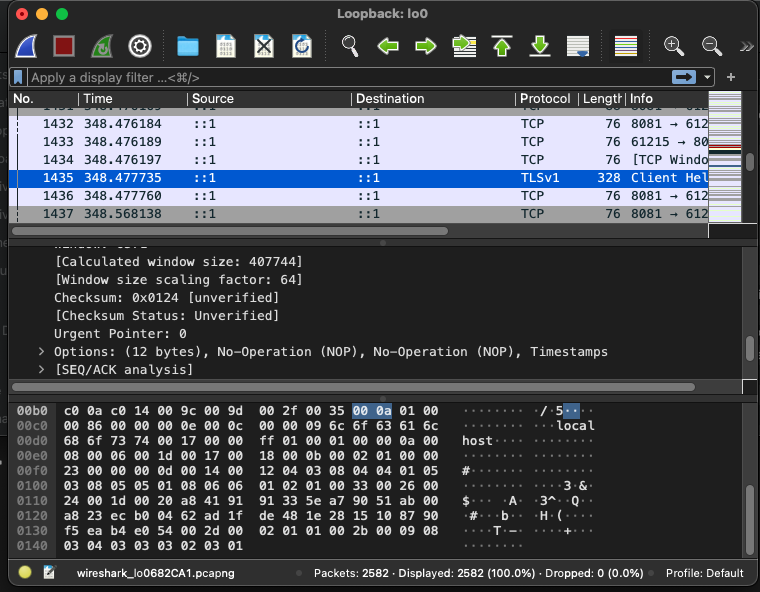 Loopback: lo0
Apply a display filter ...<⌘/>
No. Time Source Destination Protocol Length Info
1432 348.476184 ::1 ::1 TCP 76 8081 → 612
1433 348.476189 ::1 ::1 TCP 76 61215 → 80
1434 348.476197 ::1 ::1 TCP 76 [TCP Windo
1435 348.477735 ::1 ::1 TLSv1 328 Client Hel
1436 348.477760 ::1 ::1 TCP 76 8081 → 612
1437 348.568138 ::1 ::1 TCP 76 8081 → 612
[Calculated window size: 407744]
[Window size scaling factor: 64]
Checksum: 0x0124 [unverified]
[Checksum Status: Unverified]
Urgent Pointer: 0
> Options: (12 bytes), No-Operation (NOP), No-Operation (NOP), Timestamps
> [SEQ/ACK analysis]
00b0 c0 0a c0 14 00 9c 00 9d 00 2f 00 35 00 0a 01 00 ········ ·/·5····
00c0 00 86 00 00 00 0e 00 0c 00 00 09 6c 6f 63 61 6c ········ ···local
00d0 68 6f 73 74 00 17 00 00 ff 01 00 01 00 00 0a 00 host···· ········
00e0 08 00 06 00 1d 00 17 00 18 00 0b 00 02 01 00 00 ········ ········
00f0 23 00 00 00 0d 00 14 00 12 04 03 08 04 04 01 05 #······· ········
0100 03 08 05 05 01 08 06 06 01 02 01 00 33 00 26 00 ········ ····3·&·
0110 24 00 1d 00 20 a8 41 91 91 33 5e a7 90 51 ab 00 $··· ·A· ·3^··Q··
0120 a8 23 ec b0 04 62 ad 1f de 48 1e 28 15 10 87 90 ·#···b·· ·H·(····
0130 f5 ea b4 e0 54 00 2d 00 02 01 01 00 2b 00 09 08 ····T·-· ····+···
0140 03 04 03 03 03 02 03 01 ········
wireshark_lo0682CA1.pcapng Packets: 2582 · Displayed: 2582 (100.0%) · Dropped: 0 (0.0%) Profile: Default